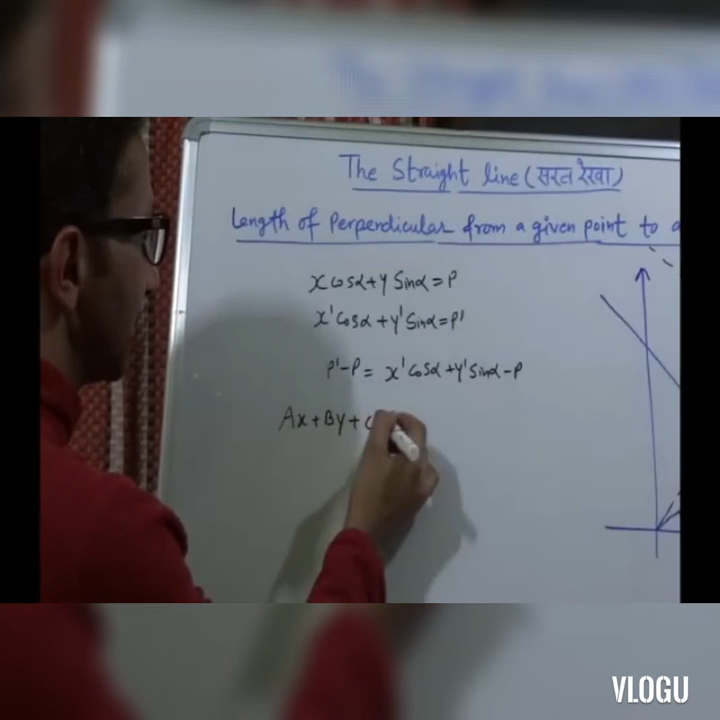 The Straight line (सरल रेखा)
Length of Perpendicular from a given point to a
x cosα + y Sinα = P
x' cosα + y' Sinα = P'
P' - P = x' cosα + y' Sinα - P
Ax + By + C
VLOGU